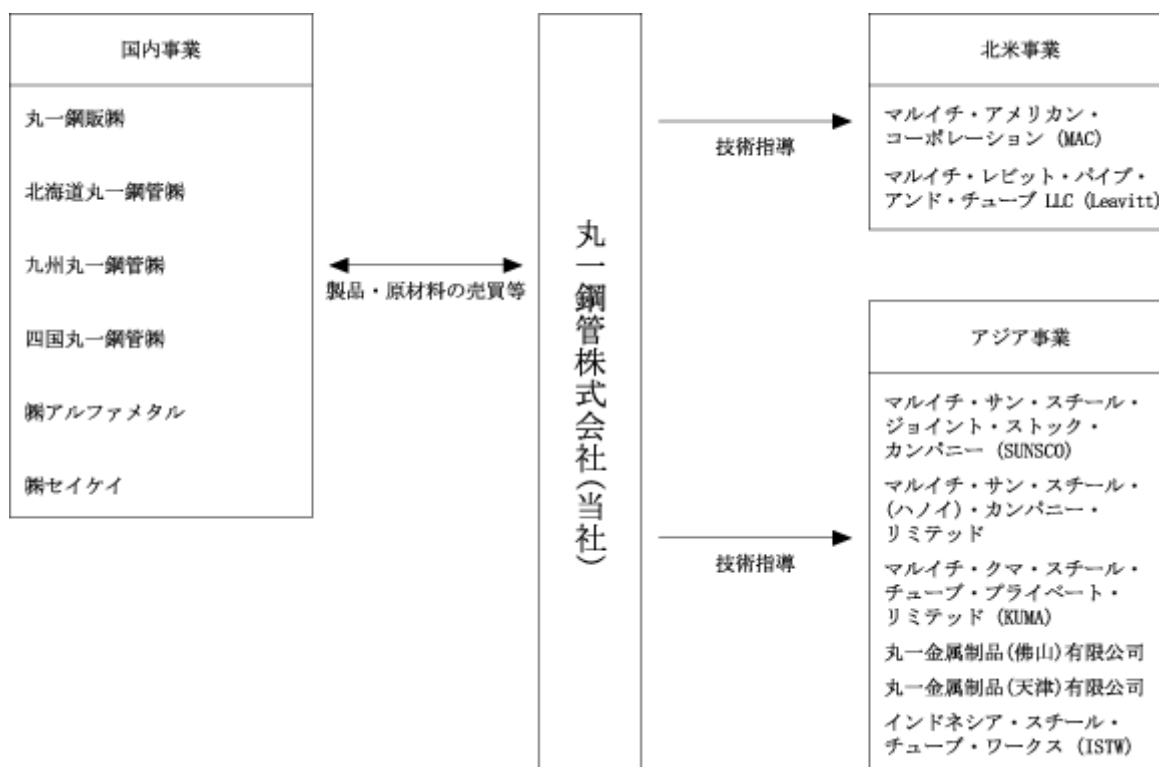 国内事業
丸一鋼販㈱
北海道丸一鋼管㈱
九州丸一鋼管㈱
四国丸一鋼管㈱
㈱アルファメタル
㈱セイケイ
製品・原材料の売買等
丸一鋼管株式会社(当社)
技術指導
技術指導
北米事業
マルイチ・アメリカン・
コーポレーション (MAC)
マルイチ・レビット・パイプ・
アンド・チューブ LLC (Leavitt)
アジア事業
マルイチ・サン・スチール・
ジョイント・ストック・
カンパニー (SUNSCO)
マルイチ・サン・スチール・
(ハノイ)・カンパニー・
リミテッド
マルイチ・クマ・スチール・
チューブ・プライベート・
リミテッド (KUMA)
丸一金属制品(佛山)有限公司
丸一金属制品(天津)有限公司
インドネシア・スチール・
チューブ・ワークス (ISTW)